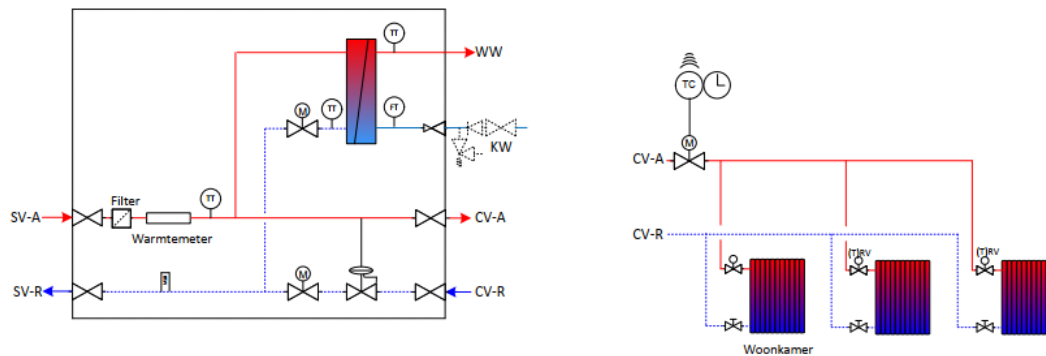 TT
WW
TC
M
TT
FT
KW
M
CV-A
Filter
TT
SV-A
CV-A
Warmtemeter
CV-R
(T)RV
(T)RV
M
SV-R
CV-R
Woonkamer